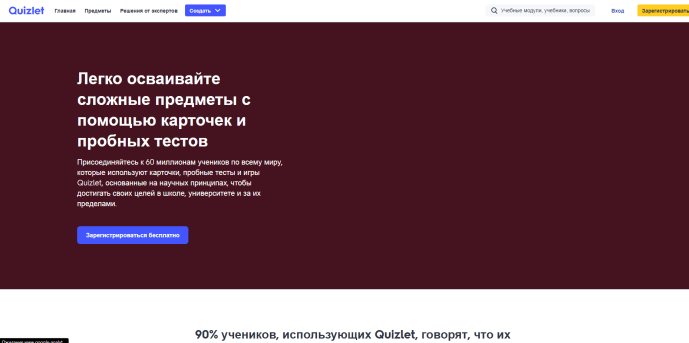 Quizlet
Главная
Предметы
Решения от экспертов
Создать
Учебные модули, учебники, вопросы
Вход
Зарегистрировать
Легко осваивайте
сложные предметы с
помощью карточек и
пробных тестов
Присоединяйтесь к 60 миллионам учеников по всему миру,
которые используют карточки, пробные тесты и игры
Quizlet, основанные на научных принципах, чтобы
достигать своих целей в школе, университете и за их
пределами.
Зарегистрироваться бесплатно
90% учеников, использующих Quizlet, говорят, что их